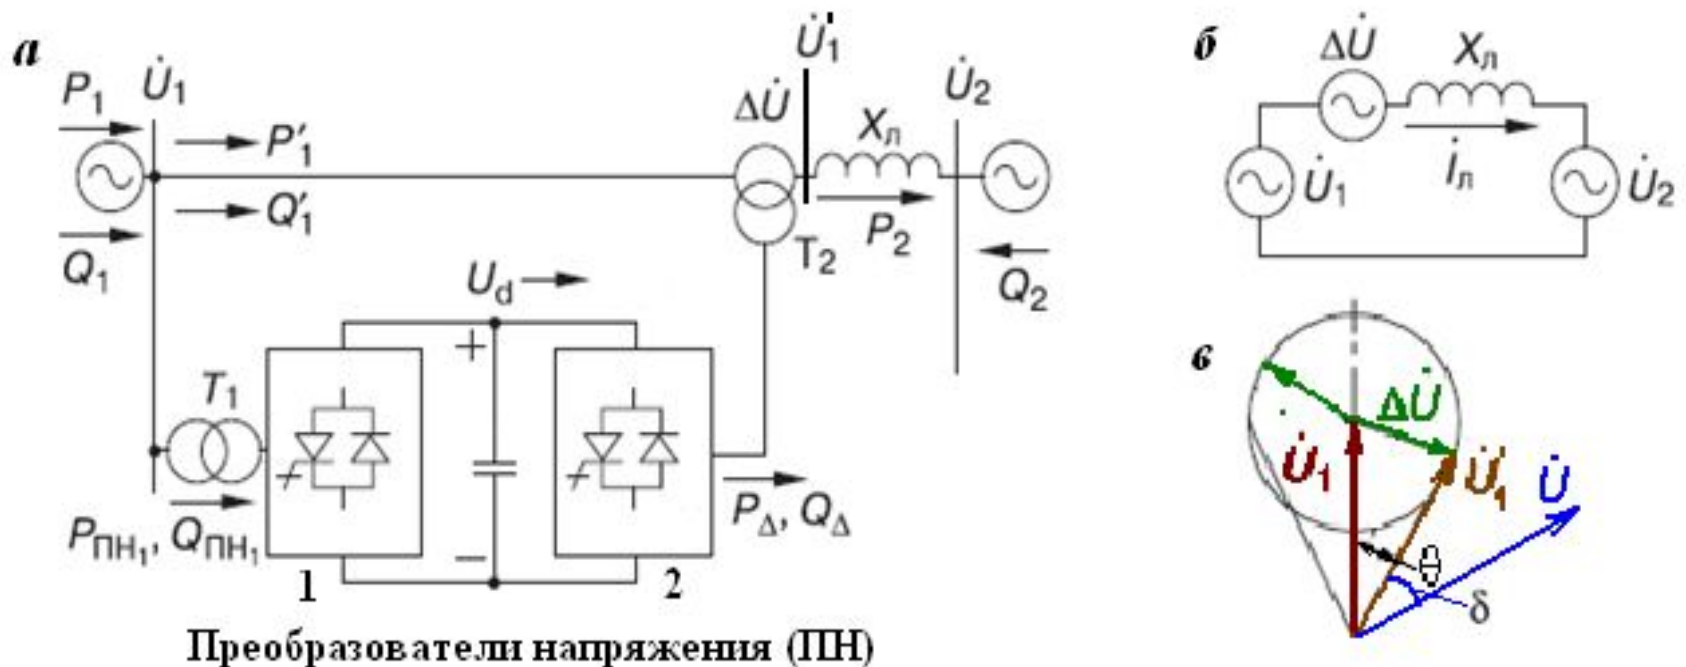 а
P₁
U̇₁
P′₁
Q′₁
Q₁
ΔU̇
U̇'₁
Xл
U̇₂
P₂
T₂
Q₂
U_d
+
−
T₁
P_ПН₁, Q_ПН₁
1
2
P_Δ, Q_Δ
Преобразователи напряжения (ПН)
б
ΔU̇
Xл
İл
U̇₁
U̇₂
в
ΔU̇
U̇₁
U̇'₁
U̇
θ
δ